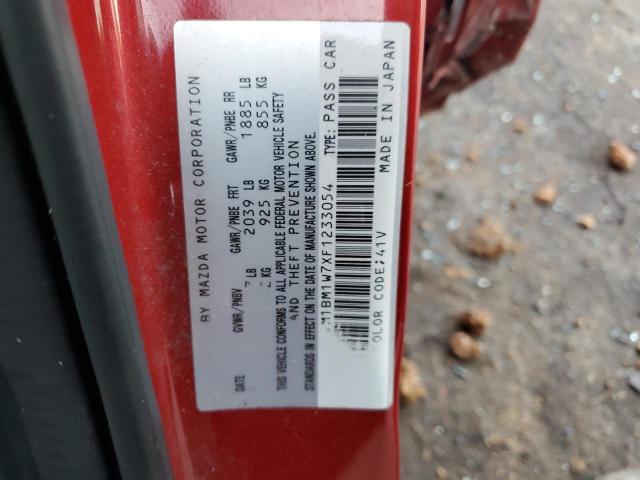 BY MAZDA MOTOR CORPORATION
DATE GVWR/PNBV GAWR/PNBE FRT GAWR/PNBE RR
LB 2039 LB 1885 LB
KG 925 KG 855 KG
THIS VEHICLE CONFORMS TO ALL APPLICABLE FEDERAL MOTOR VEHICLE SAFETY
AND THEFT PREVENTION
STANDARDS IN EFFECT ON THE DATE OF MANUFACTURE SHOWN ABOVE.
M1BM1W7XF1233054 TYPE: PASS CAR
OLOR CODE:41V MADE IN JAPAN